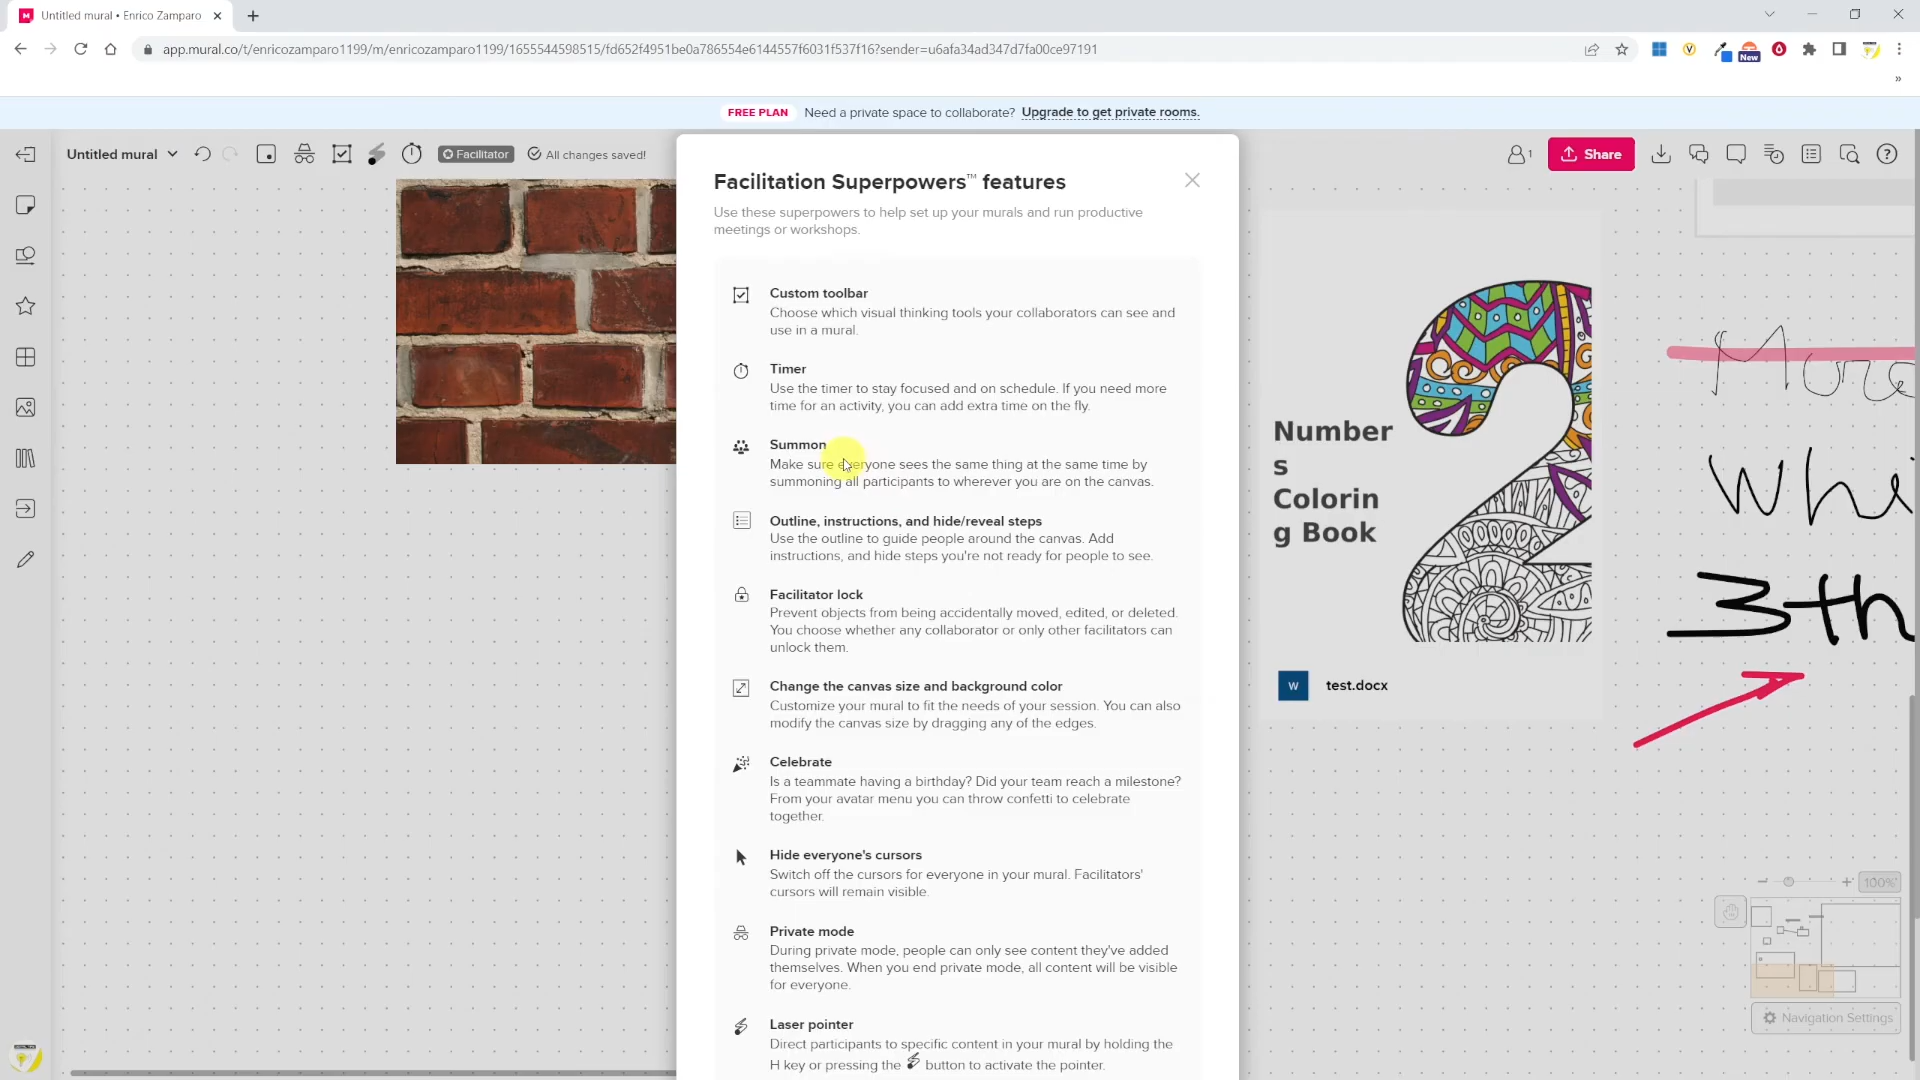 Untitled mural • Enrico Zamparo
app.mural.co/t/enricozamparo1199/m/enricozamparo1199/1655544598515/fd652f4951be0a786554e6144557f6031f537f16?sender=u6afa34ad347d7fa00ce97191
New
FREE PLAN Need a private space to collaborate? Upgrade to get private rooms.
Untitled mural
Facilitator
All changes saved!
1
Share
Facilitation Superpowers™ features
Use these superpowers to help set up your murals and run productive
meetings or workshops.
Custom toolbar
Choose which visual thinking tools your collaborators can see and
use in a mural.
Timer
Use the timer to stay focused and on schedule. If you need more
time for an activity, you can add extra time on the fly.
Summon
Make sure everyone sees the same thing at the same time by
summoning all participants to wherever you are on the canvas.
Outline, instructions, and hide/reveal steps
Use the outline to guide people around the canvas. Add
instructions, and hide steps you're not ready for people to see.
Facilitator lock
Prevent objects from being accidentally moved, edited, or deleted.
You choose whether any collaborator or only other facilitators can
unlock them.
Change the canvas size and background color
Customize your mural to fit the needs of your session. You can also
modify the canvas size by dragging any of the edges.
Celebrate
Is a teammate having a birthday? Did your team reach a milestone?
From your avatar menu you can throw confetti to celebrate
together.
Hide everyone's cursors
Switch off the cursors for everyone in your mural. Facilitators'
cursors will remain visible.
Private mode
During private mode, people can only see content they've added
themselves. When you end private mode, all content will be visible
for everyone.
Laser pointer
Direct participants to specific content in your mural by holding the
H key or pressing the button to activate the pointer.
Number
s
Colorin
g Book
2
W test.docx
More
whi
3th
100%
Navigation Settings